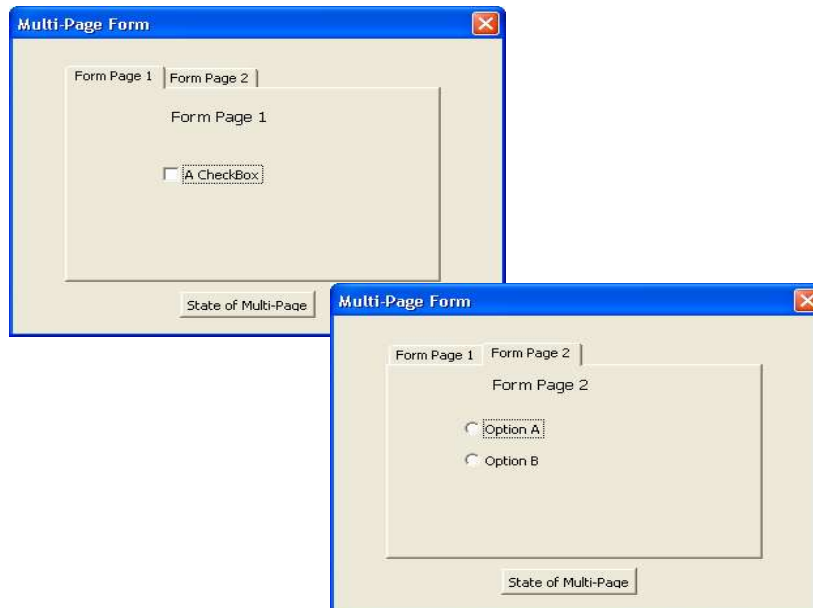 Multi-Page Form
Form Page 1 Form Page 2
Form Page 1
A CheckBox
State of Multi-Page
Multi-Page Form
Form Page 1 Form Page 2
Form Page 2
Option A
Option B
State of Multi-Page